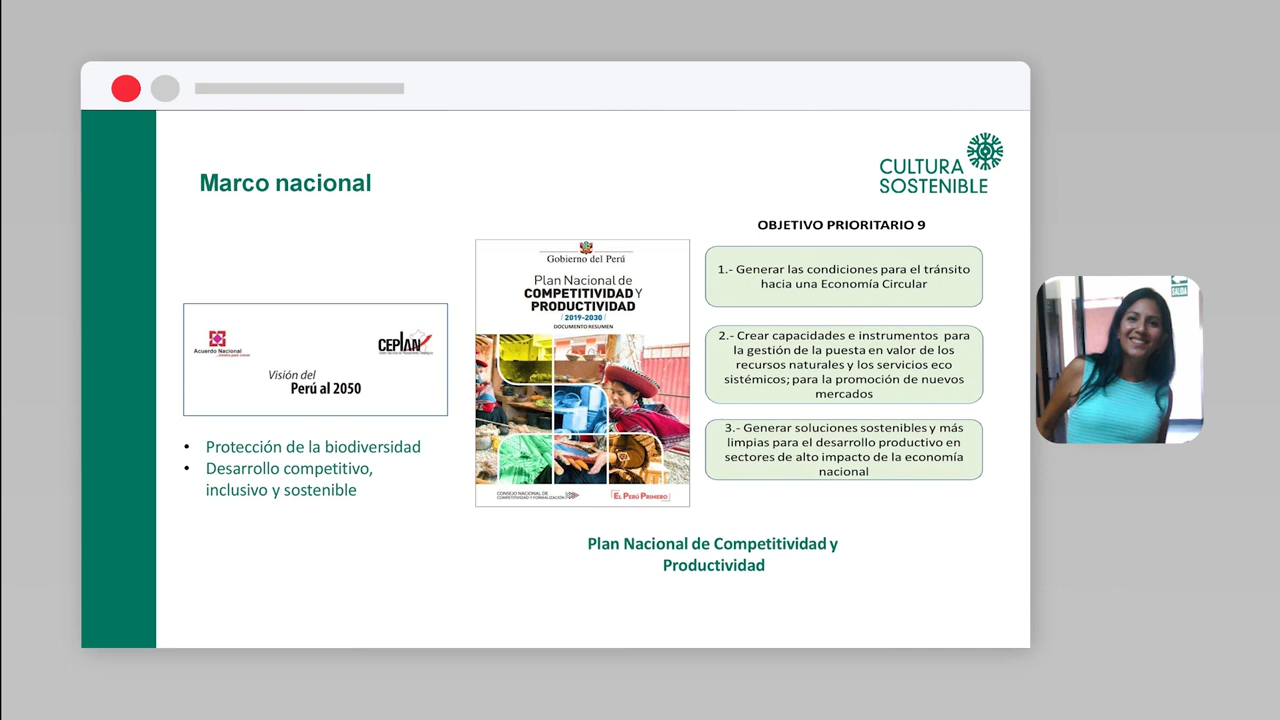 Marco nacional
CULTURA
SOSTENIBLE
Acuerdo Nacional
CEPLAN
Visión del
Perú al 2050
• Protección de la biodiversidad
• Desarrollo competitivo,
inclusivo y sostenible
Gobierno del Perú
Plan Nacional de
COMPETITIVIDAD Y
PRODUCTIVIDAD
/ 2019-2030 /
DOCUMENTO RESUMEN
CONSEJO NACIONAL DE
COMPETITIVIDAD Y FORMALIZACIÓN
EL PERÚ PRIMERO
OBJETIVO PRIORITARIO 9
1.- Generar las condiciones para el tránsito
hacia una Economía Circular
2.- Crear capacidades e instrumentos para
la gestión de la puesta en valor de los
recursos naturales y los servicios eco
sistémicos; para la promoción de nuevos
mercados
3.- Generar soluciones sostenibles y más
limpias para el desarrollo productivo en
sectores de alto impacto de la economía
nacional
Plan Nacional de Competitividad y
Productividad
SALIDA